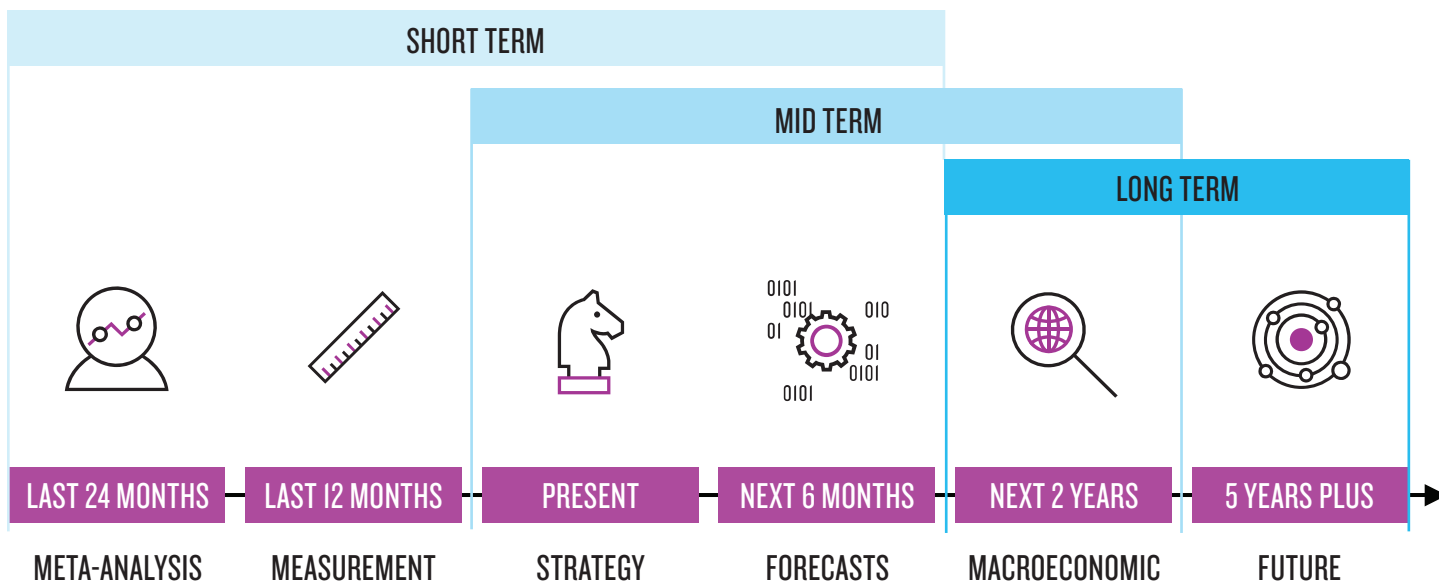 SHORT TERM
MID TERM
LONG TERM
0101
0101
010
01
01
0101
0101
LAST 24 MONTHS
LAST 12 MONTHS
PRESENT
NEXT 6 MONTHS
NEXT 2 YEARS
5 YEARS PLUS
META-ANALYSIS
MEASUREMENT
STRATEGY
FORECASTS
MACROECONOMIC
FUTURE